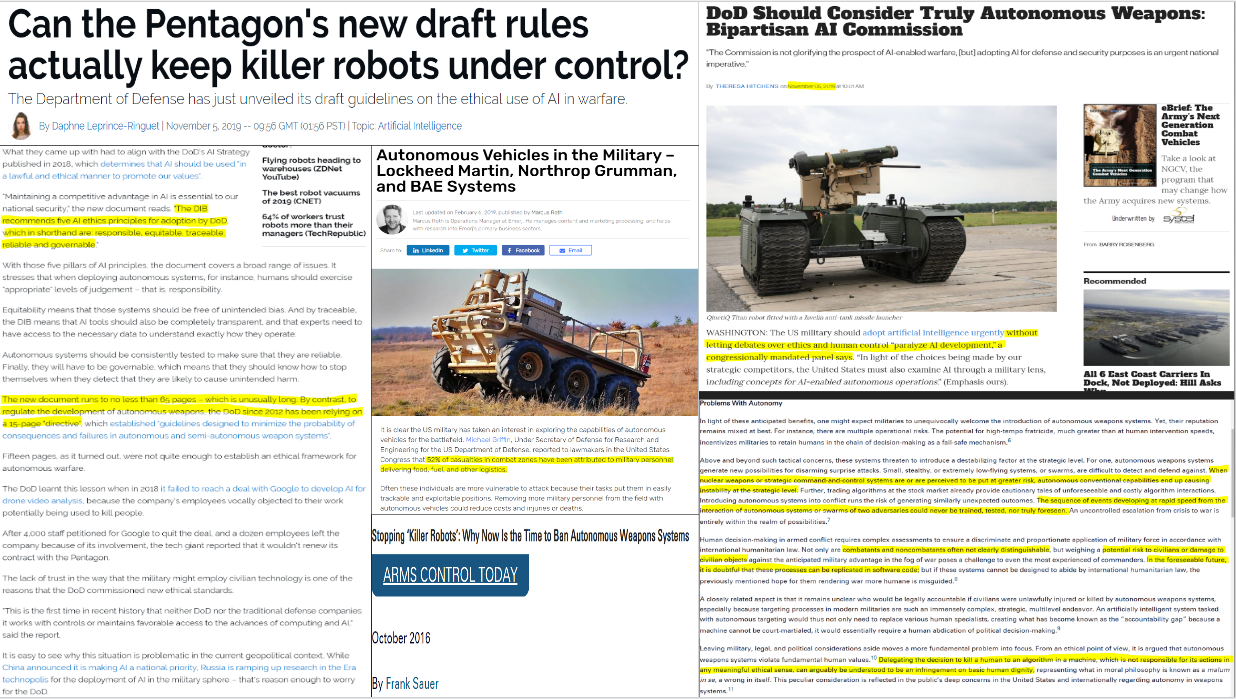 Can the Pentagon's new draft rules
actually keep killer robots under control?
The Department of Defense has just unveiled its draft guidelines on the ethical use of AI in warfare.
By Daphne Leprince-Ringuet | November 5, 2019 -- 09:56 GMT (01:56 PST) | Topic: Artificial Intelligence
What they came up with had to align with the DoD's AI Strategy
published in 2018, which determines that AI should be used "in
a lawful and ethical manner to promote our values".
"Maintaining a competitive advantage in AI is essential to our
national security," the new document reads. "The DIB
recommends five AI ethics principles for adoption by DoD,
which in shorthand are: responsible, equitable, traceable,
reliable and governable."
Flying robots heading to
warehouses (ZDNet
YouTube)
The best robot vacuums
of 2019 (CNET)
64% of workers trust
robots more than their
managers (TechRepublic)
With those five pillars of AI principles, the document covers a broad range of issues. It
stresses that when deploying autonomous systems, for instance, humans should exercise
"appropriate" levels of judgement – that is, responsibility.
Equitability means that those systems should be free of unintended bias. And by traceable,
the DIB means that AI tools should also be completely transparent, and that experts need to
have access to the necessary data to understand exactly how they operate.
Autonomous systems should be consistently tested to make sure that they are reliable.
Finally, they will have to be governable, which means that they should know how to stop
themselves when they detect that they are likely to cause unintended harm.
The new document runs to no less than 65 pages – which is unusually long. By contrast, to
regulate the development of autonomous weapons, the DoD since 2012 has been relying on
a 15-page "directive", which established "guidelines designed to minimize the probability of
consequences and failures in autonomous and semi-autonomous weapon systems".
Fifteen pages, as it turned out, were not quite enough to establish an ethical framework for
autonomous warfare.
The DoD learnt this lesson when in 2018 it failed to reach a deal with Google to develop AI for
drone video analysis, because the company's employees vocally objected to their work
potentially being used to kill people.
After 4,000 staff petitioned for Google to quit the deal, and a dozen employees left the
company because of its involvement, the tech giant reported that it wouldn't renew its
contract with the Pentagon.
The lack of trust in the way that the military might employ civilian technology is one of the
reasons that the DoD commissioned new ethical standards.
"This is the first time in recent history that neither DoD nor the traditional defense companies
it works with controls or maintains favorable access to the advances of computing and AI,"
said the report.
It is easy to see why this situation is problematic in the current geopolitical context. While
China announced it is making AI a national priority, Russia is ramping up research in the Era
technopolis for the deployment of AI in the military sphere – that's reason enough to worry
for the DoD.
Autonomous Vehicles in the Military –
Lockheed Martin, Northrop Grumman,
and BAE Systems
Last updated on February 6, 2019, published by Marcus Roth
Marcus Roth is Operations Manager at Emerj. He manages content and marketing processing, and helps
with research into Emerj's primary business sectors.
Share to: LinkedIn Twitter Facebook Email
It is clear the US military has taken an interest in exploring the capabilities of autonomous
vehicles for the battlefield. Michael Griffin, Under Secretary of Defense for Research and
Engineering for the US Department of Defense, reported to lawmakers in the United States
Congress that 52% of casualties in combat zones have been attributed to military personnel
delivering food, fuel, and other logistics.
Often these individuals are more vulnerable to attack because their tasks put them in easily
trackable and exploitable positions. Removing more military personnel from the field with
autonomous vehicles could reduce costs and injuries or deaths.
Stopping 'Killer Robots': Why Now Is the Time to Ban Autonomous Weapons Systems
ARMS CONTROL TODAY
October 2016
By Frank Sauer
DoD Should Consider Truly Autonomous Weapons:
Bipartisan AI Commission
"The Commission is not glorifying the prospect of AI-enabled warfare, [but] adopting AI for defense and security purposes is an urgent national
imperative."
By THERESA HITCHENS on November 05, 2019 at 10:01 AM
eBrief: The
Army's Next
Generation
Combat
Vehicles
Take a look at
NGCV, the
program that
may change how
the Army acquires new systems.
Underwritten by
From BARRY ROSENBERG
Recommended
All 6 East Coast Carriers In
Dock, Not Deployed: Hill Asks
Why
QinetiQ Titan robot fitted with a Javelin anti-tank missile launcher
WASHINGTON: The US military should adopt artificial intelligence urgently without
letting debates over ethics and human control "paralyze AI development," a
congressionally mandated panel says. "In light of the choices being made by our
strategic competitors, the United States must also examine AI through a military lens,
including concepts for AI-enabled autonomous operations." (Emphasis ours).
Problems With Autonomy
In light of these anticipated benefits, one might expect militaries to unequivocally welcome the introduction of autonomous weapons systems. Yet, their reputation
remains mixed at best. For instance, there are multiple operational risks. The potential for high-tempo fratricide, much greater than at human intervention speeds,
incentivizes militaries to retain humans in the chain of decision-making as a fail-safe mechanism.6
Above and beyond such tactical concerns, these systems threaten to introduce a destabilizing factor at the strategic level. For one, autonomous weapons systems
generate new possibilities for disarming surprise attacks. Small, stealthy, or extremely low-flying systems, or swarms, are difficult to detect and defend against. When
nuclear weapons or strategic command-and-control systems are or are perceived to be put at greater risk, autonomous conventional capabilities end up causing
instability at the strategic level. Further, trading algorithms at the stock market already provide cautionary tales of unforeseeable and costly algorithm interactions.
Introducing autonomous systems into conflict runs the risk of generating similarly unexpected outcomes. The sequence of events developing at rapid speed from the
interaction of autonomous systems or swarms of two adversaries could never be trained, tested, nor truly foreseen. An uncontrolled escalation from crisis to war is
entirely within the realm of possibilities.7
Human decision-making in armed conflict requires complex assessments to ensure a discriminate and proportionate application of military force in accordance with
international humanitarian law. Not only are combatants and noncombatants often not clearly distinguishable, but weighing a potential risk to civilians or damage to
civilian objects against the anticipated military advantage in the fog of war poses a challenge to even the most experienced of commanders. In the foreseeable future,
it is doubtful that these processes can be replicated in software code; but if these systems cannot be designed to abide by international humanitarian law, the
previously mentioned hope for them rendering war more humane is misguided.8
A closely related aspect is that it remains unclear who would be legally accountable if civilians were unlawfully injured or killed by autonomous weapons systems,
especially because targeting processes in modern militaries are such an immensely complex, strategic, multilevel endeavor. An artificially intelligent system tasked
with autonomous targeting would thus not only need to replace various human specialists, creating what has become known as the "accountability gap" because a
machine cannot be court-martialed, it would essentially require a human abdication of political decision-making.9
Leaving military, legal, and political considerations aside moves a more fundamental problem into focus. From an ethical point of view, it is argued that autonomous
weapons systems violate fundamental human values.10 Delegating the decision to kill a human to an algorithm in a machine, which is not responsible for its actions in
any meaningful ethical sense, can arguably be understood to be an infringement on basic human dignity, representing what in moral philosophy is known as a malum
in se, a wrong in itself. This peculiar consideration is reflected in the public's deep concerns in the United States and internationally regarding autonomy in weapons
systems.11